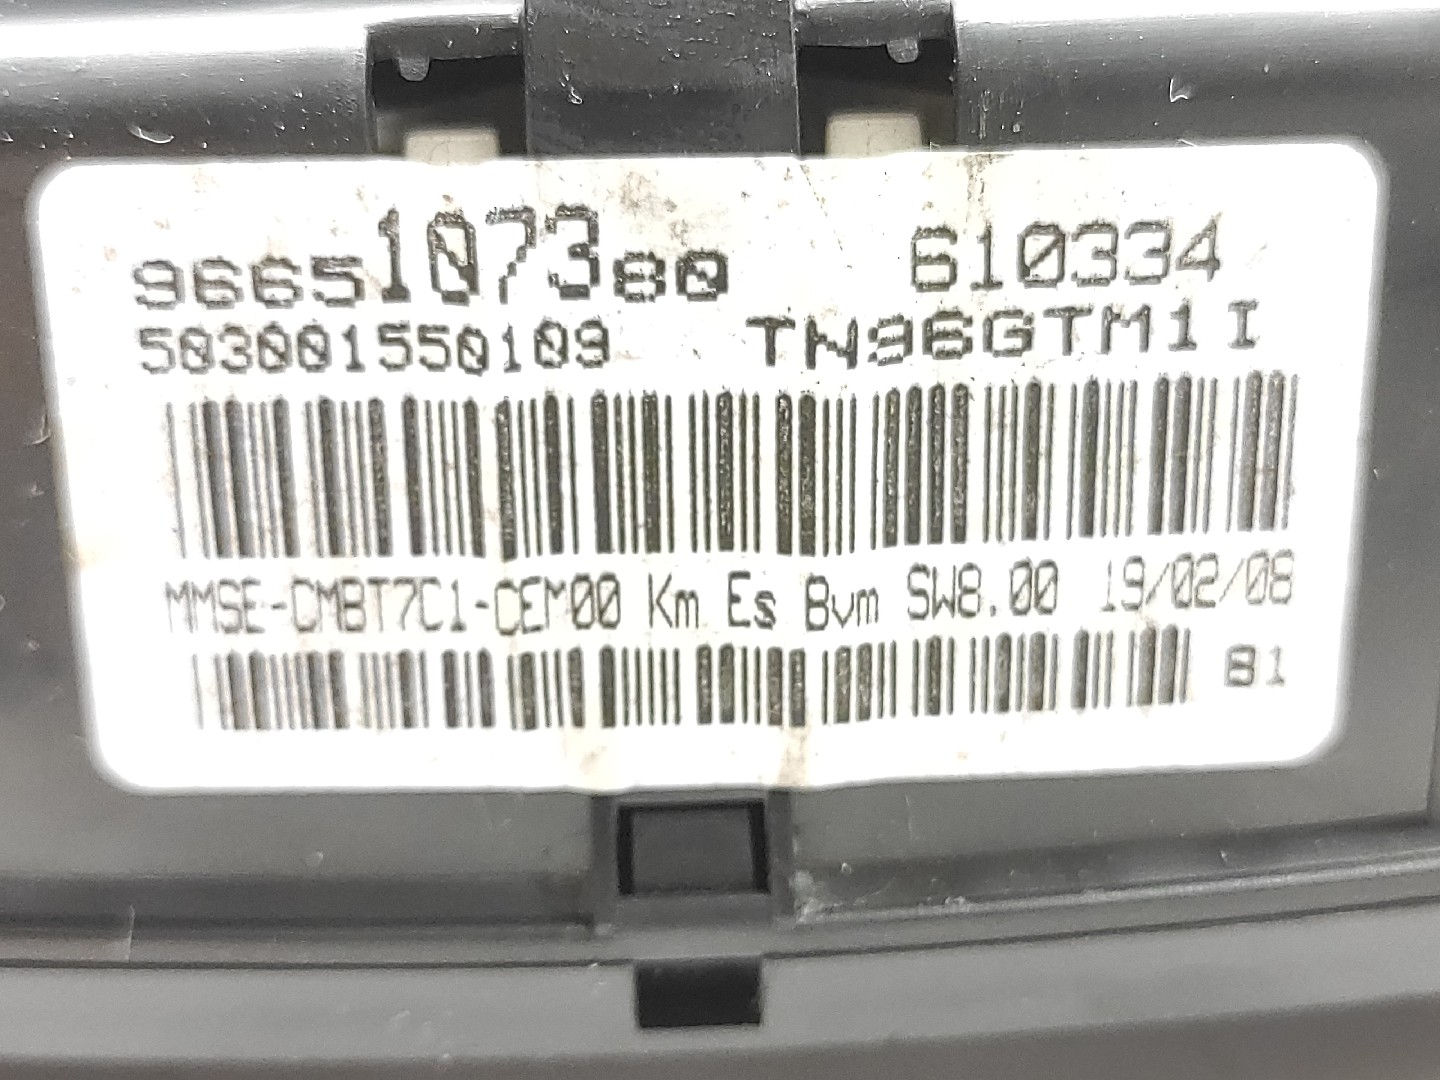 9665107380 610334
503001550109 TN96GTM1I
MMSE-CMBT7C1-CEM00 Km Es Bvm SW8.00 19/02/08
B1